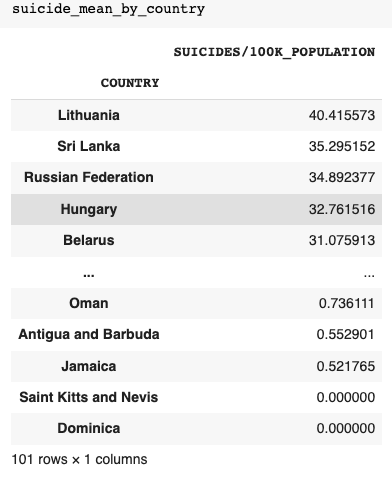 suicide_mean_by_country
SUICIDES/100K_POPULATION
COUNTRY
Lithuania 40.415573
Sri Lanka 35.295152
Russian Federation 34.892377
Hungary 32.761516
Belarus 31.075913
... ...
Oman 0.736111
Antigua and Barbuda 0.552901
Jamaica 0.521765
Saint Kitts and Nevis 0.000000
Dominica 0.000000
101 rows × 1 columns